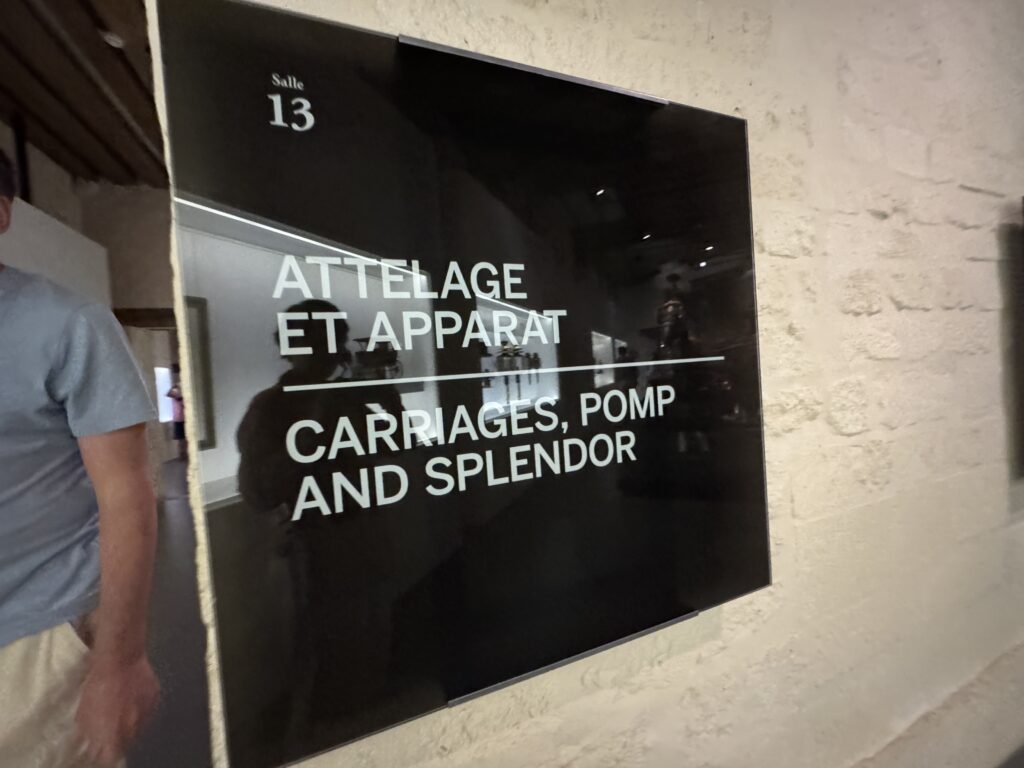 Salle
13
ATTELAGE
ET APPARAT
CARRIAGES, POMP
AND SPLENDOR